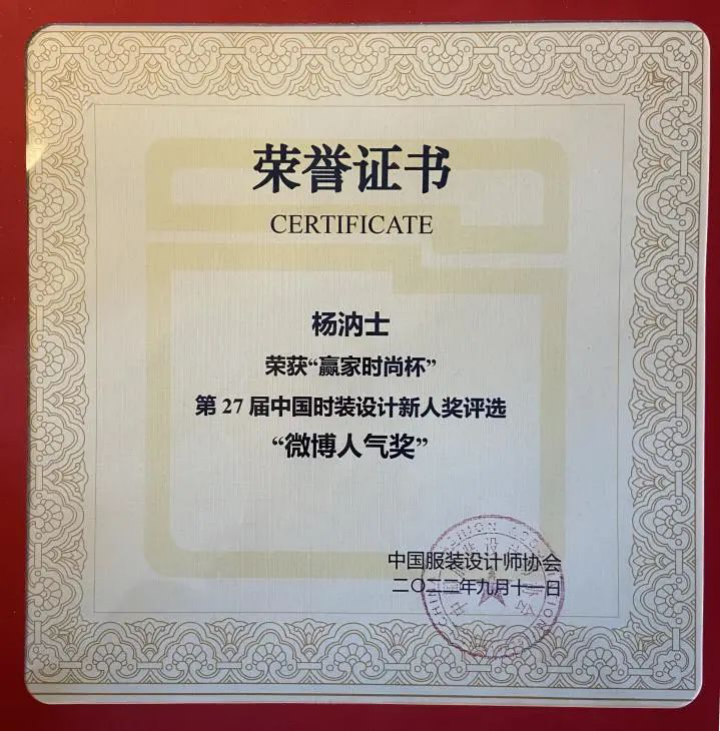 荣誉证书
CERTIFICATE
杨汭士
荣获“赢家时尚杯”
第 27 届中国时装设计新人奖评选
“微博人气奖”
中国服装设计师协会
二〇二二年九月十一日